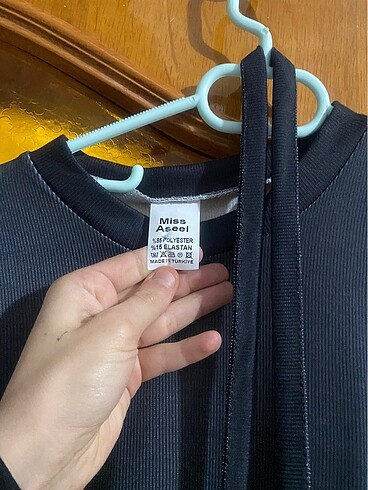 Miss
Aseel
%85 POLYESTER
%15 ELASTAN
MADE IN TÜRKİYE